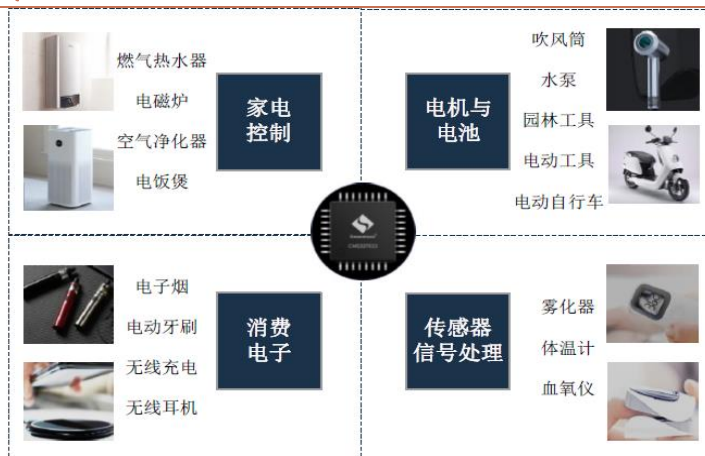 燃气热水器
电磁炉
空气净化器
电饭煲
家电
控制
电机与
电池
吹风筒
水泵
园林工具
电动工具
电动自行车
电子烟
电动牙刷
无线充电
无线耳机
消费
电子
传感器
信号处理
雾化器
体温计
血氧仪